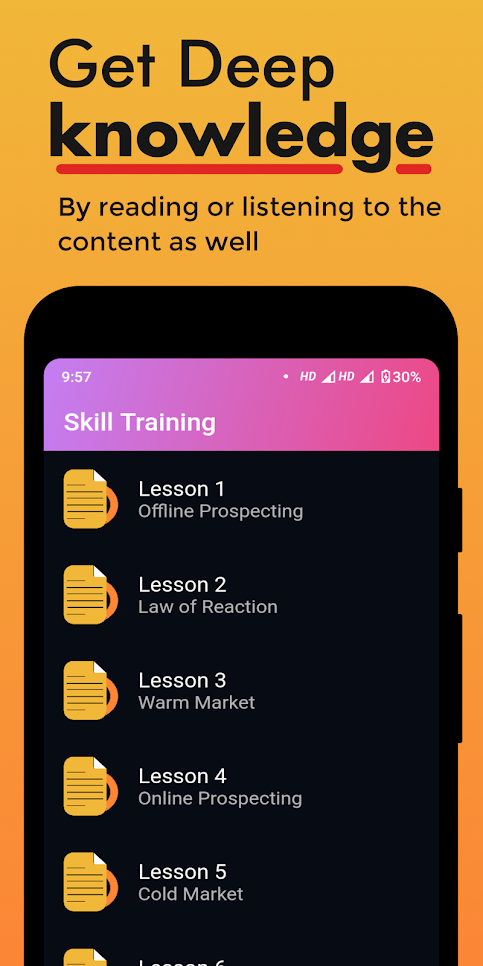 Get Deep
knowledge
By reading or listening to the
content as well
9:57
HD HD 30%
Skill Training
Lesson 1
Offline Prospecting
Lesson 2
Law of Reaction
Lesson 3
Warm Market
Lesson 4
Online Prospecting
Lesson 5
Cold Market
Lesson 6